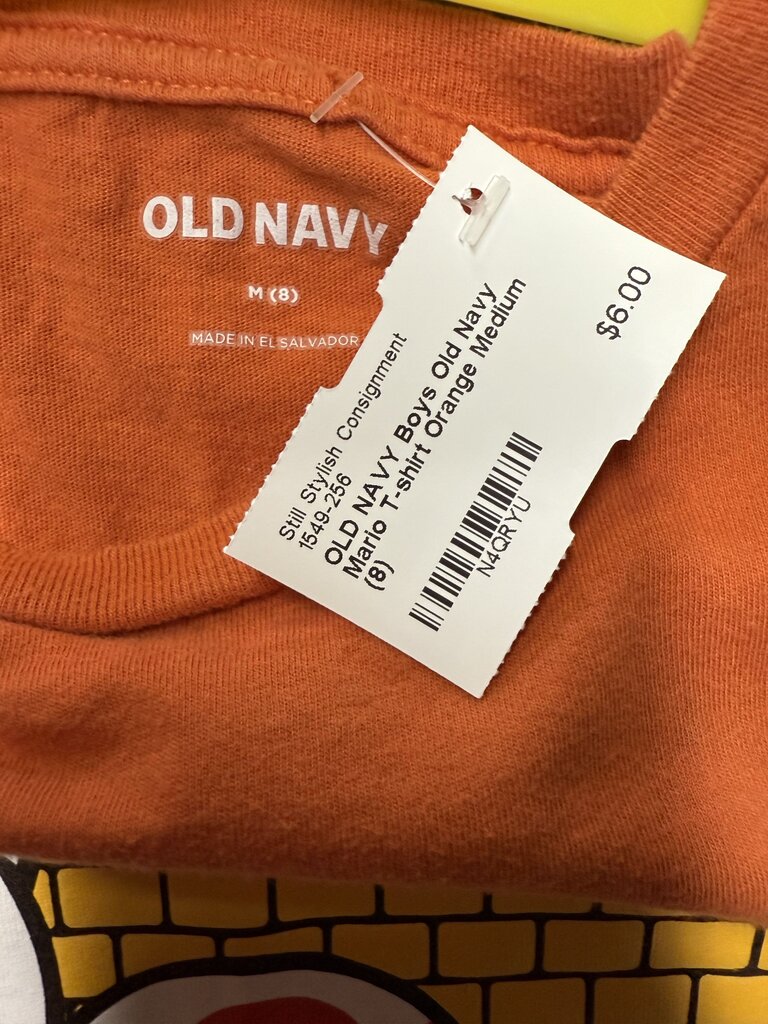 OLD NAVY
M (8)
MADE IN EL SALVADOR
Still Stylish Consignment
1549-256
OLD NAVY Boys Old Navy
Mario T-shirt Orange Medium
(8)
N4QRYU
$6.00